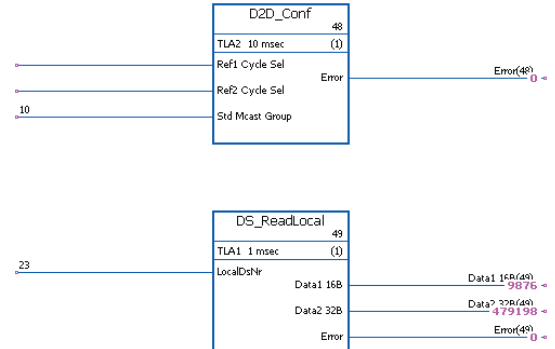 D2D_Conf
48
TLA2 10 msec (1)
Ref1 Cycle Sel
Error
Error(48)
0
Ref2 Cycle Sel
10
Std Mcast Group
DS_ReadLocal
49
TLA1 1 msec (1)
23
LocalDsNr
Data1 16B
Data1 16B(49)
9876
Data2 32B
Data2 32B(49)
479198
Error
Error(49)
0